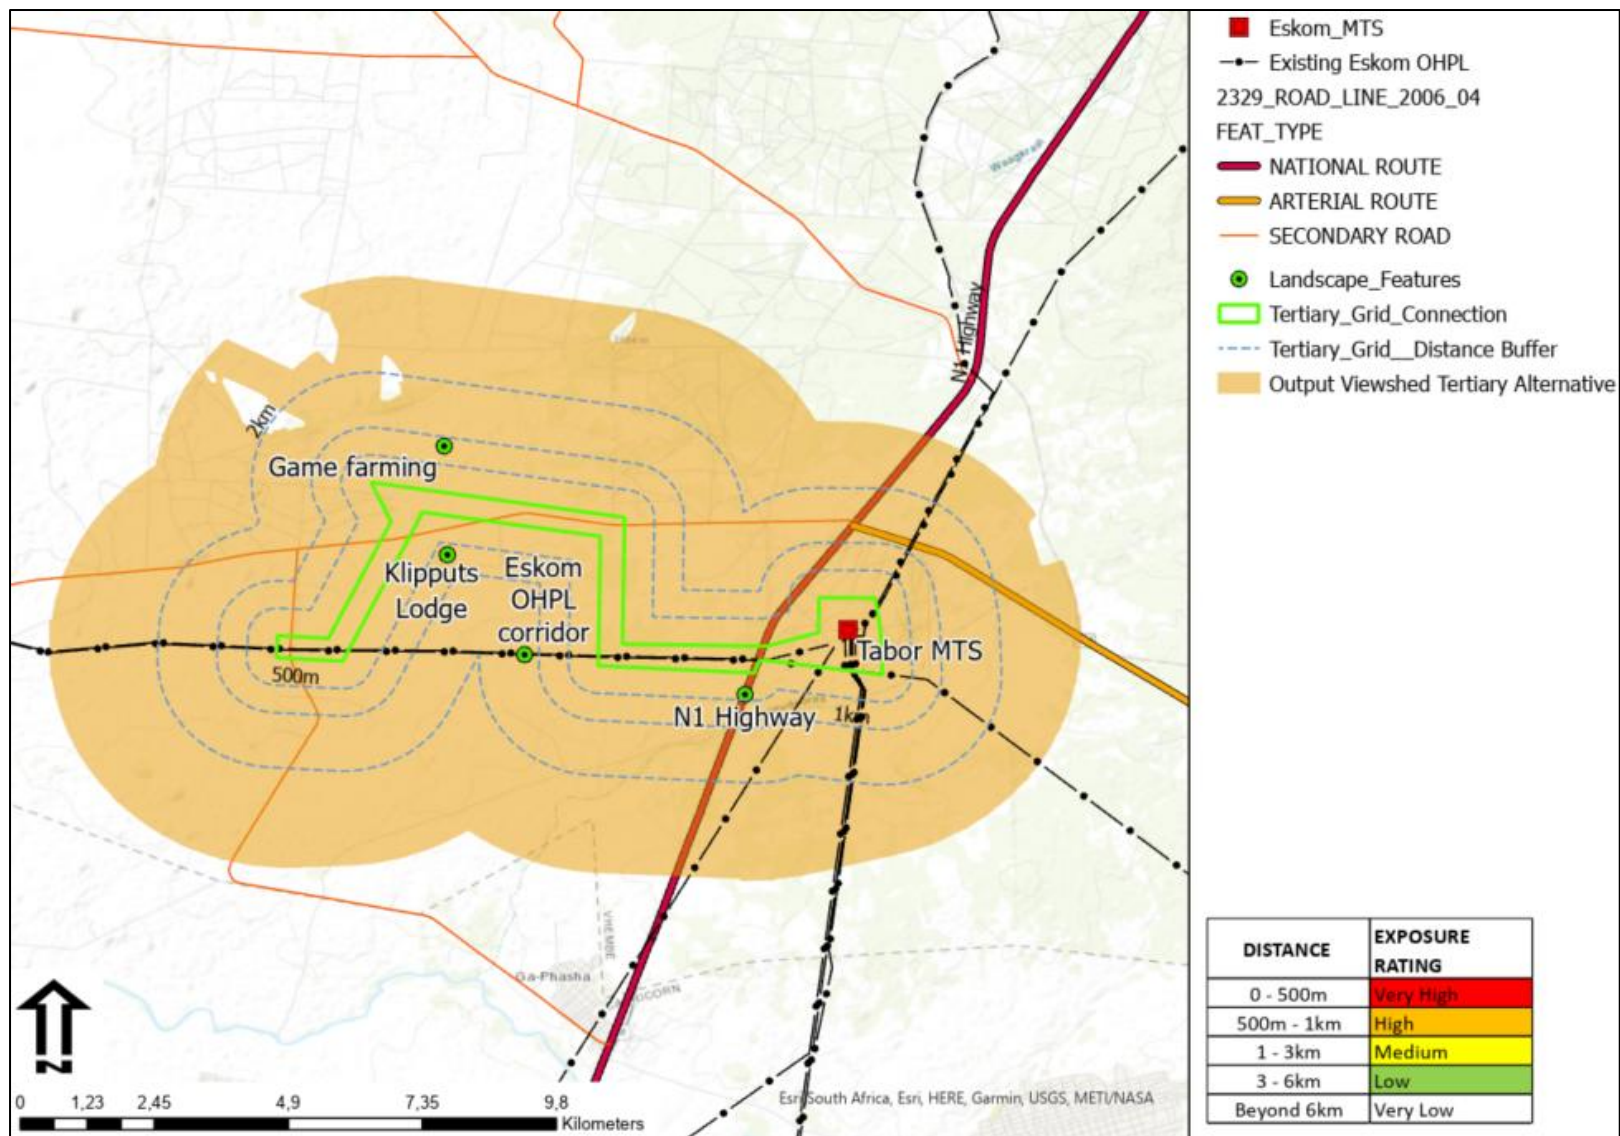 Eskom_MTS
Existing Eskom OHPL
2329_ROAD_LINE_2006_04
FEAT_TYPE
NATIONAL ROUTE
ARTERIAL ROUTE
SECONDARY ROAD
Landscape_Features
Tertiary_Grid_Connection
Tertiary_Grid__Distance Buffer
Output Viewshed Tertiary Alternative
N1 Highway
2km
Game farming
Klipputs
Lodge
Eskom
OHPL
corridor
500m
Tabor MTS
N1 Highway
1km
VHEMBE
Ga-Phasha
N
0 1,23 2,45 4,9 7,35 9,8
Kilometers
Esri South Africa, Esri, HERE, Garmin, USGS, METI/NASA
DISTANCE EXPOSURE
RATING
0 - 500m Very High
500m - 1km High
1 - 3km Medium
3 - 6km Low
Beyond 6km Very Low